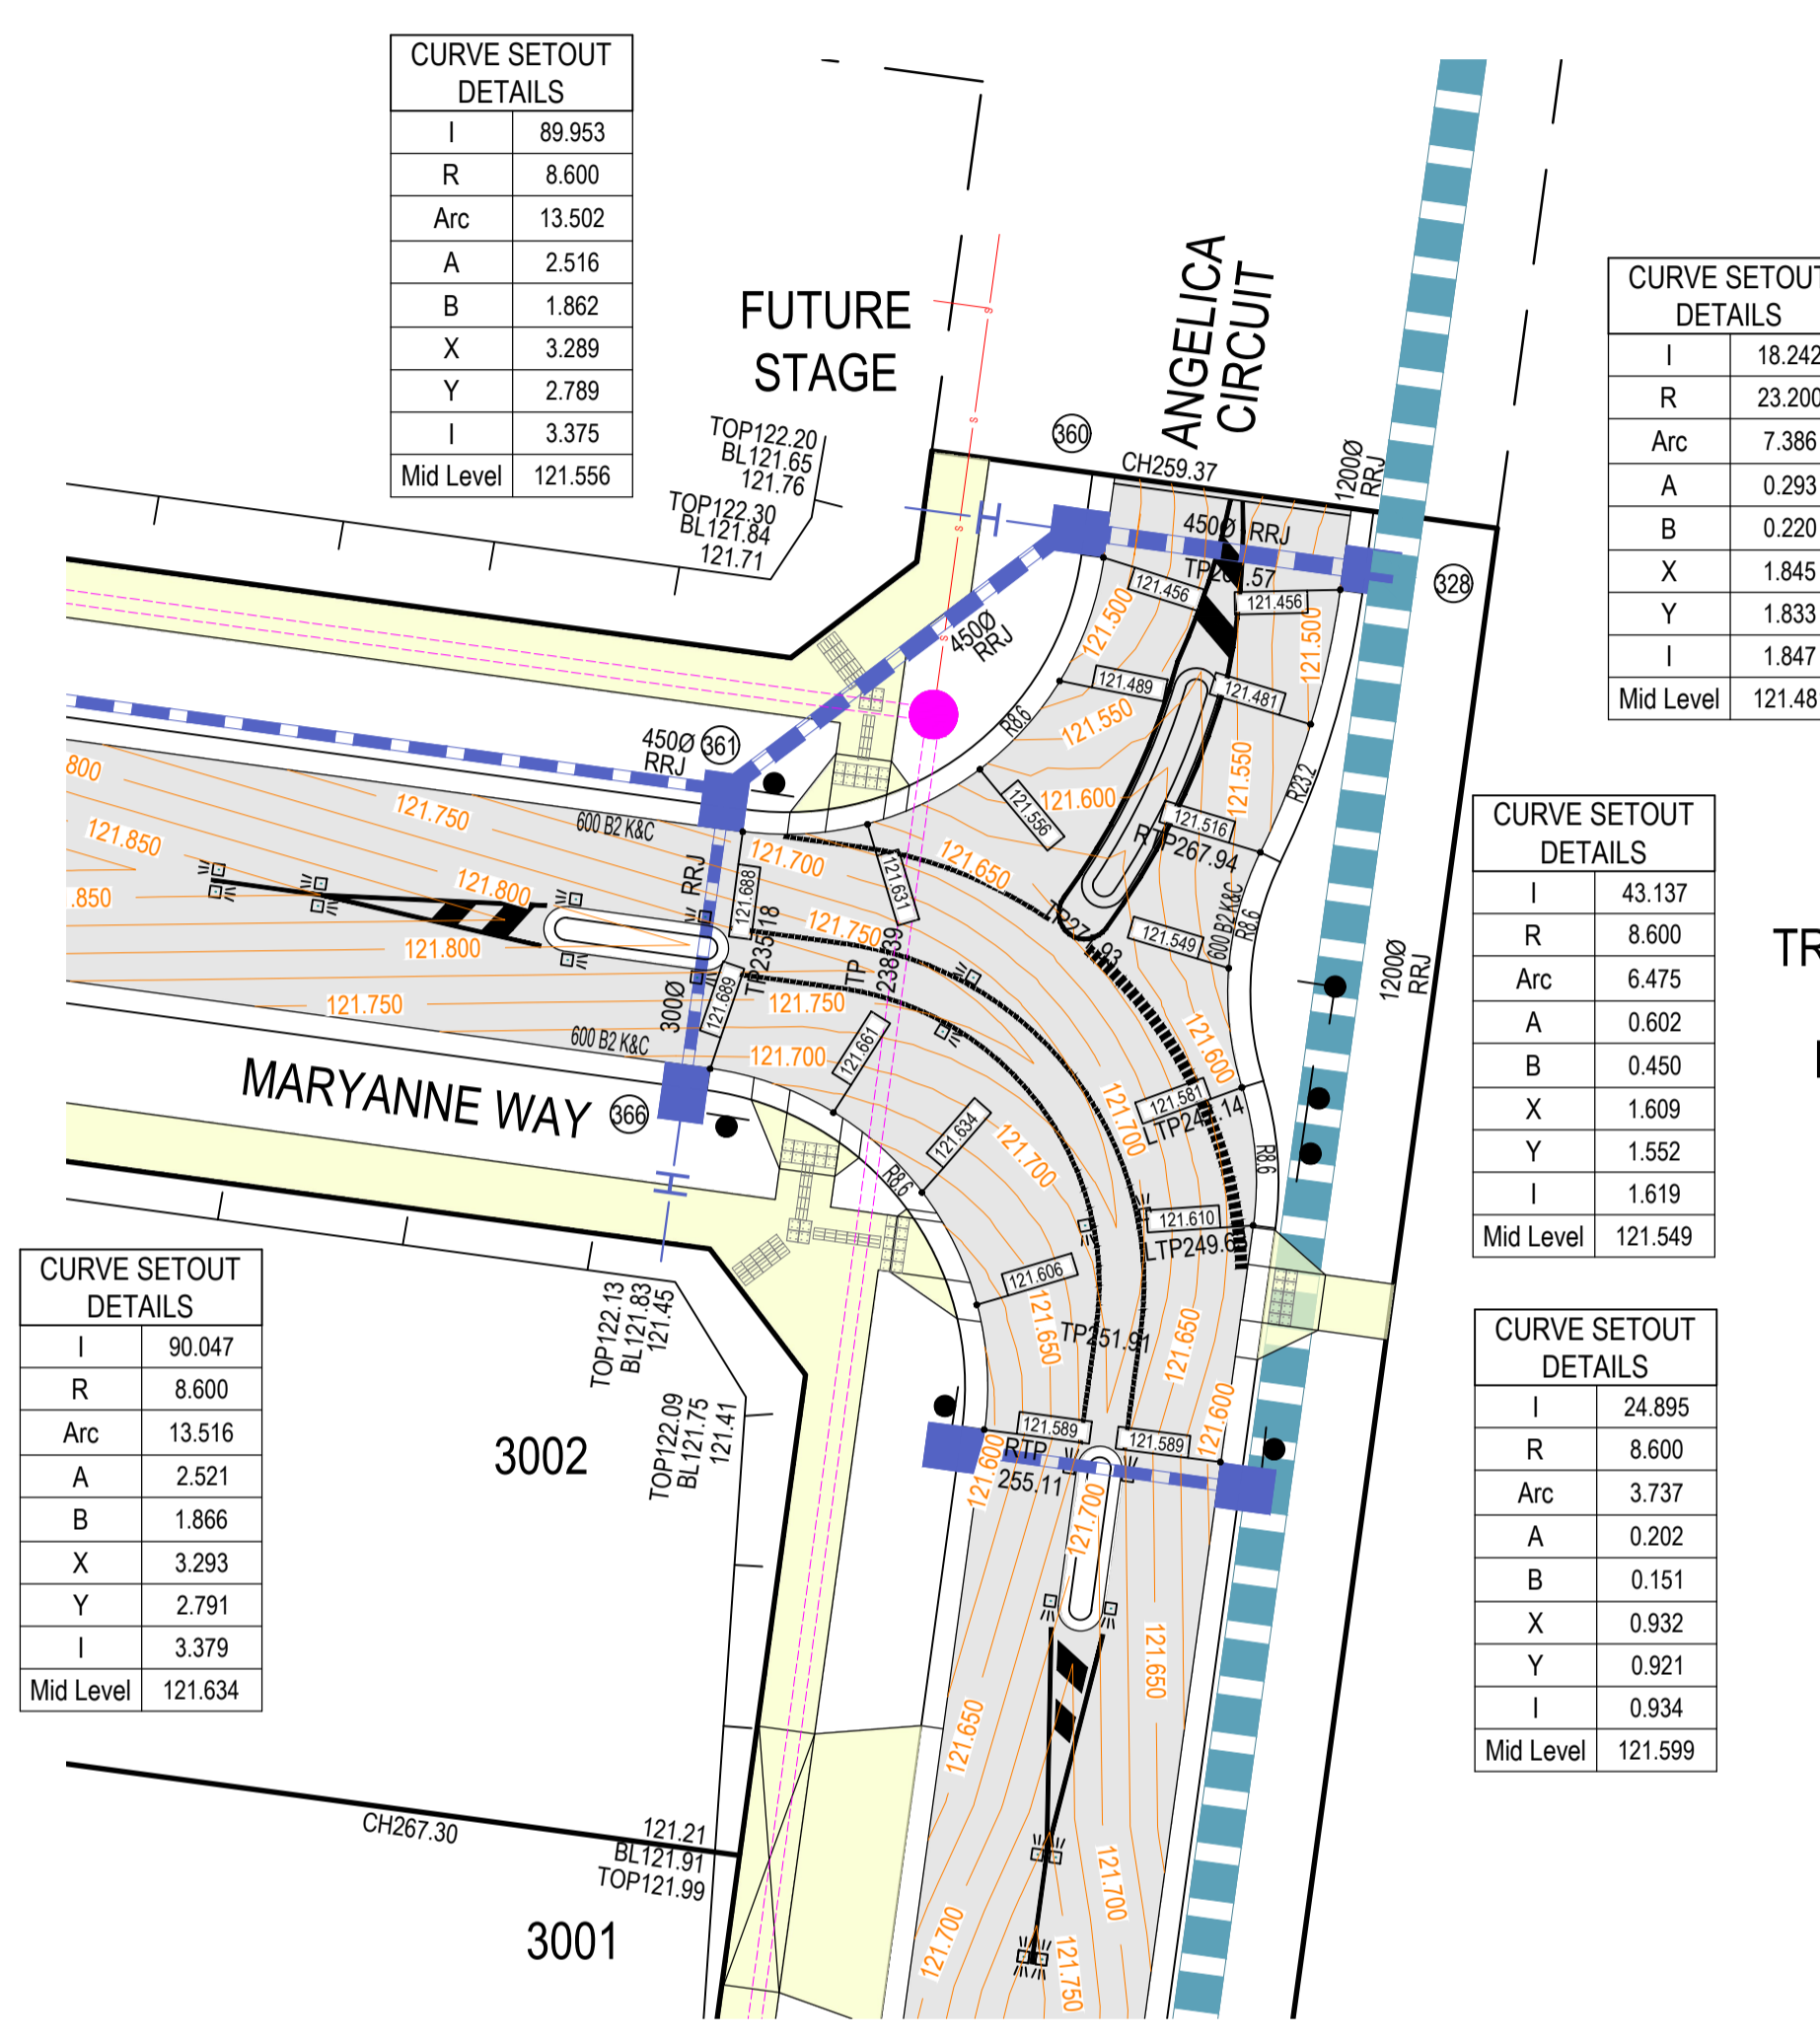 CURVE SETOUT
DETAILS
I 89.953
R 8.600
Arc 13.502
A 2.516
B 1.862
X 3.289
Y 2.789
I 3.375
Mid Level 121.556
FUTURE
STAGE
ANGELICA
CIRCUIT
CURVE SETOUT
DETAILS
I 18.242
R 23.200
Arc 7.386
A 0.293
B 0.220
X 1.845
Y 1.833
I 1.847
Mid Level 121.48
TOP122.20
BL121.65
121.76
TOP122.30
BL121.84
121.71
360
CH259.37
1200Ø
RRJ
450Ø RRJ
328
121.456
121.456
121.500
121.500
s
s
s
s
450Ø
RRJ
121.489
121.481
R8.6
121.550
121.550
R23.2
450Ø
RRJ
361
800
121.750
121.850
600 B2 K&C
121.700
121.600
121.556
121.516
RTP267.94
121.650
121.800
.850
121.800
RRJ
121.688
121.631
121.750
121.549
600 B2 K&C
R8.6
TP235.18
TP
238.39
121.689
121.750
121.750
3000Ø
600 B2 K&C
121.700
121.661
121.600
1200Ø
RRJ
TR
CURVE SETOUT
DETAILS
I 43.137
R 8.600
Arc 6.475
A 0.602
B 0.450
X 1.609
Y 1.552
I 1.619
Mid Level 121.549
MARYANNE WAY
366
121.634
121.700
121.700
121.581
R8.6
R8.6
121.610
121.606
121.650
TP251.91
121.650
121.600
CURVE SETOUT
DETAILS
I 90.047
R 8.600
Arc 13.516
A 2.521
B 1.866
X 3.293
Y 2.791
I 3.379
Mid Level 121.634
TOP122.13
BL121.83
121.45
TOP122.09
BL121.75
121.41
3002
121.589
121.589
RTP
255.11
121.600
121.700
CURVE SETOUT
DETAILS
I 24.895
R 8.600
Arc 3.737
A 0.202
B 0.151
X 0.932
Y 0.921
I 0.934
Mid Level 121.599
121.650
121.650
CH267.30
121.21
BL121.91
TOP121.99
3001
121.700
121.700
121.750